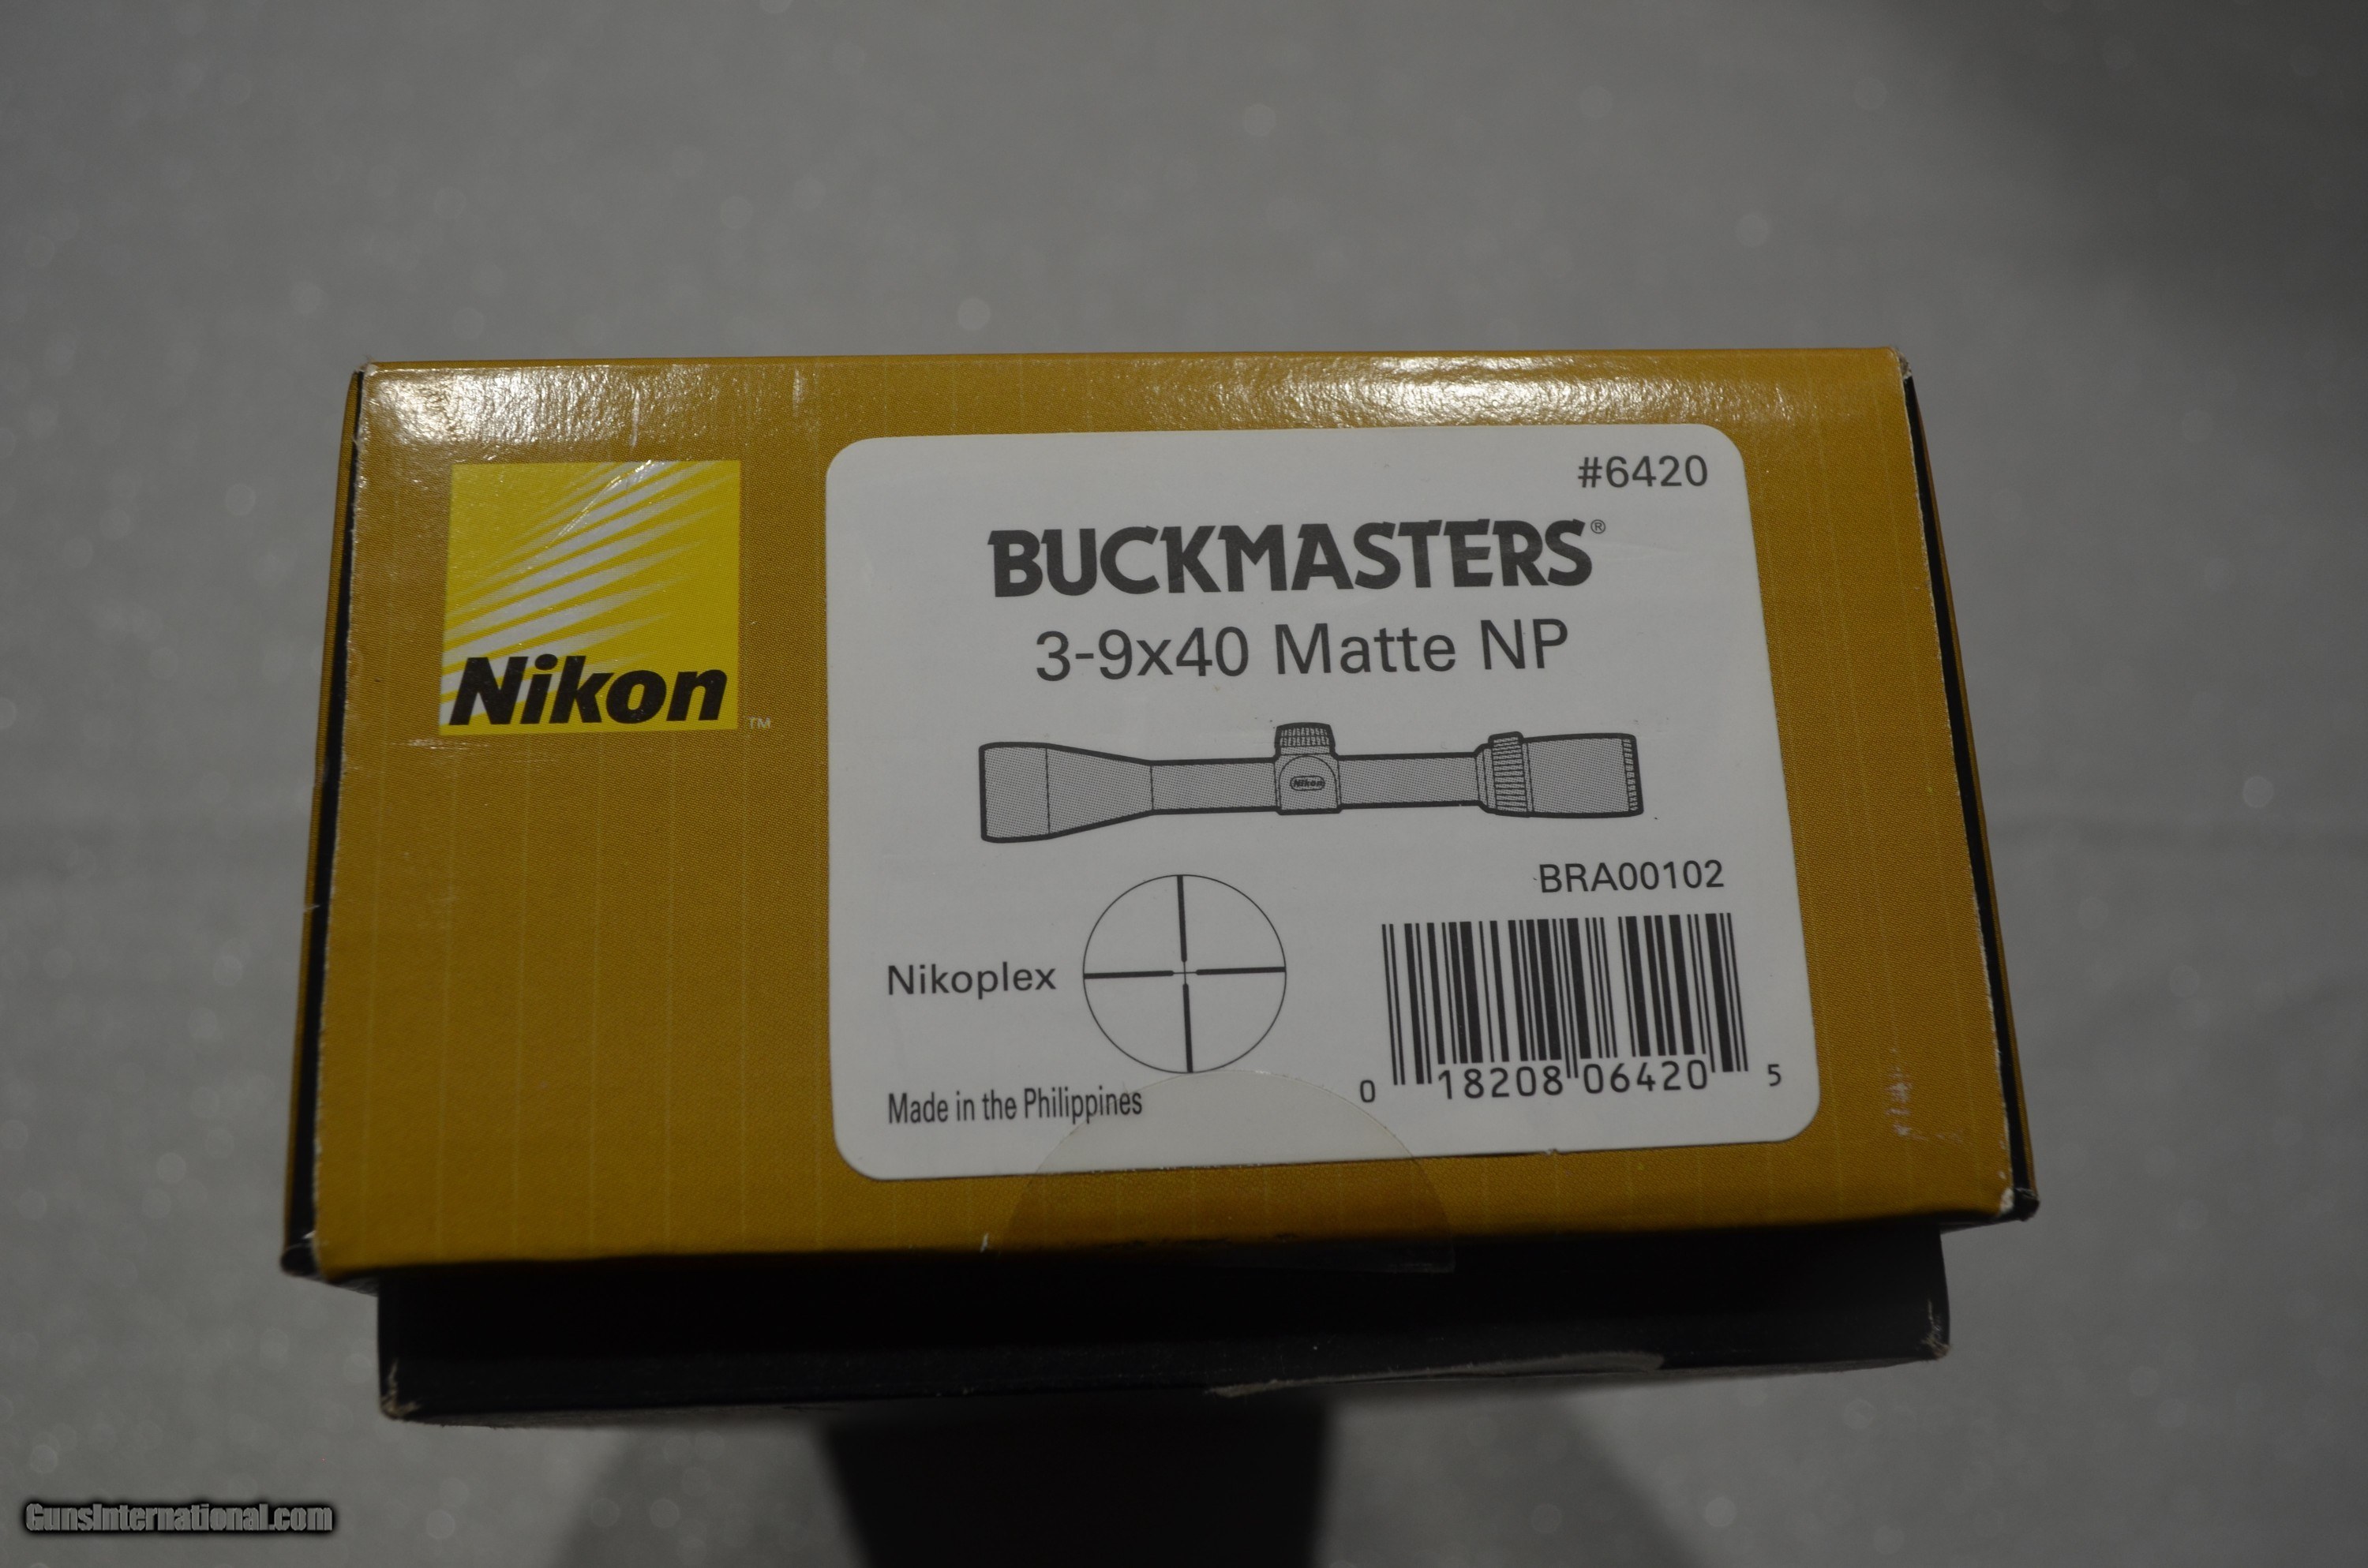 #6420
Nikon™
BUCKMASTERS®
3-9x40 Matte NP
Nikon
BRA00102
Nikoplex
0 18208 06420 5
Made in the Philippines
GunsInternational.com